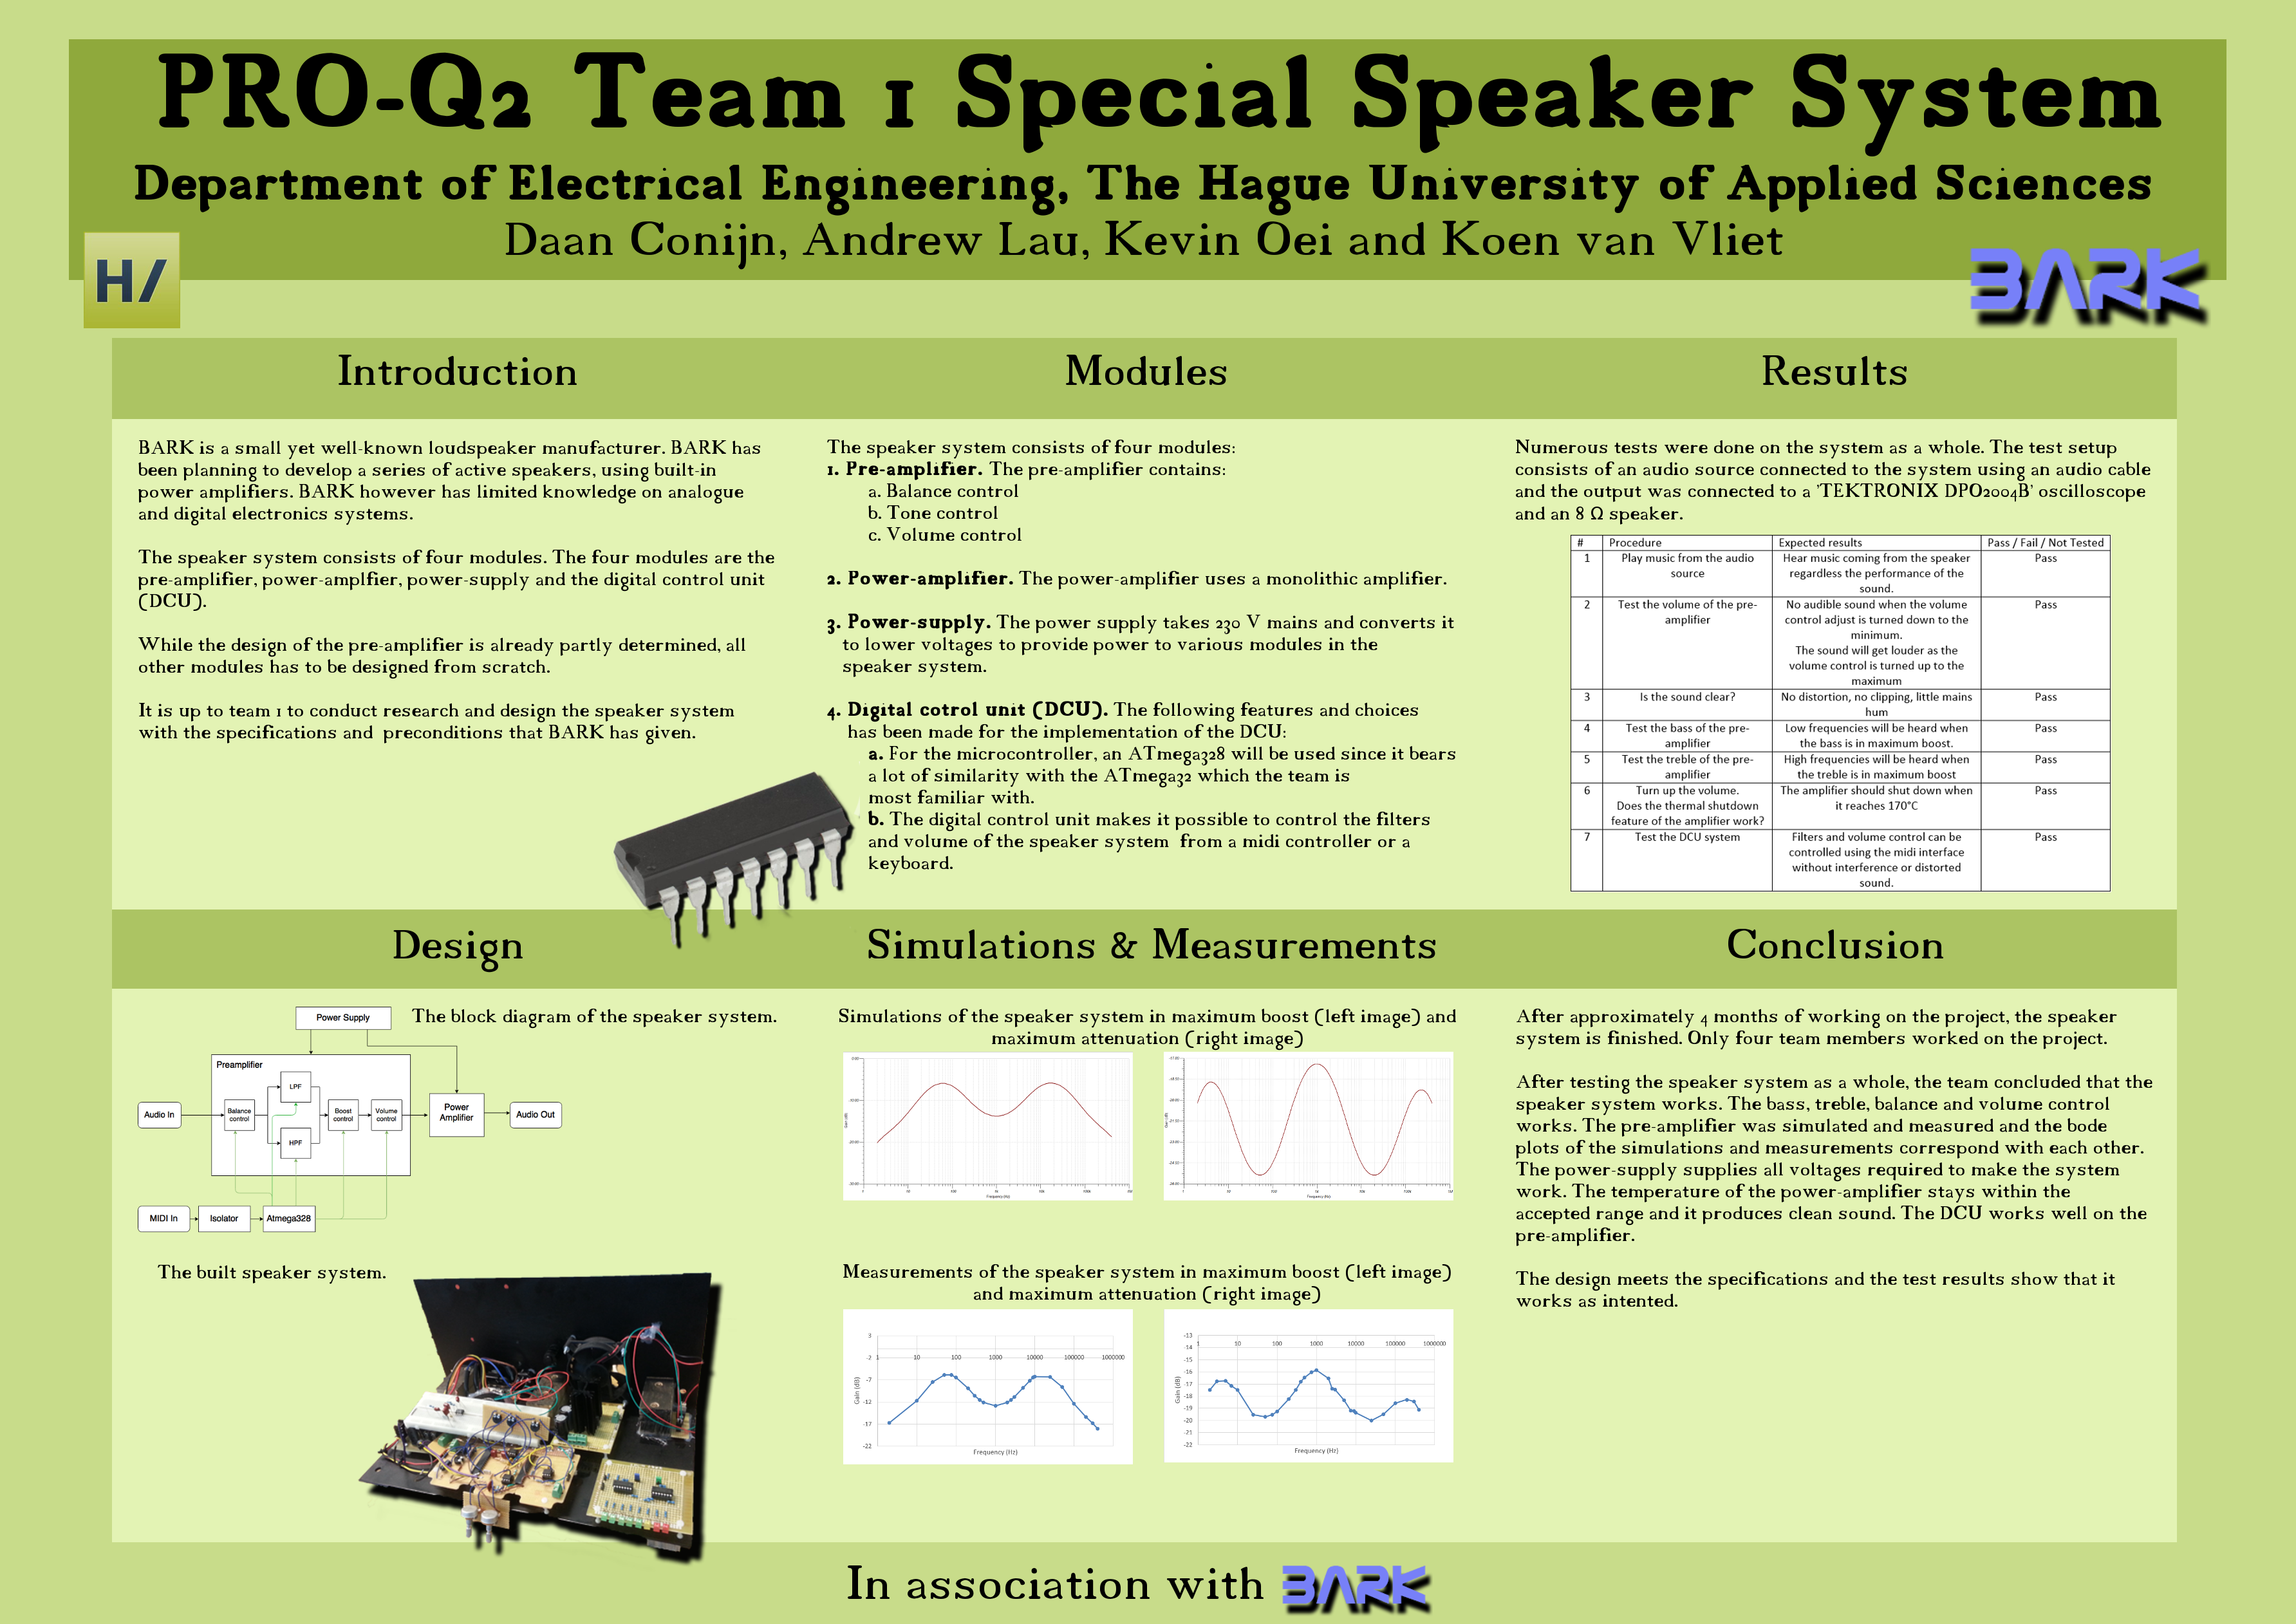 PRO-Q2 Team 1 Special Speaker System
Department of Electrical Engineering, The Hague University of Applied Sciences
Daan Conijn, Andrew Lau, Kevin Oei and Koen van Vliet
H/
BARK
Introduction
BARK is a small yet well-known loudspeaker manufacturer. BARK has
been planning to develop a series of active speakers, using built-in
power amplifiers. BARK however has limited knowledge on analogue
and digital electronics systems.
The speaker system consists of four modules. The four modules are the
pre-amplifier, power-amplfier, power-supply and the digital control unit
(DCU).
While the design of the pre-amplifier is already partly determined, all
other modules has to be designed from scratch.
It is up to team 1 to conduct research and design the speaker system
with the specifications and preconditions that BARK has given.
Modules
The speaker system consists of four modules:
1. Pre-amplifier. The pre-amplifier contains:
a. Balance control
b. Tone control
c. Volume control
2. Power-amplifier. The power-amplifier uses a monolithic amplifier.
3. Power-supply. The power supply takes 230 V mains and converts it
to lower voltages to provide power to various modules in the
speaker system.
4. Digital cotrol unit (DCU). The following features and choices
has been made for the implementation of the DCU:
a. For the microcontroller, an ATmega328 will be used since it bears
a lot of similarity with the ATmega32 which the team is
most familiar with.
b. The digital control unit makes it possible to control the filters
and volume of the speaker system from a midi controller or a
keyboard.
Results
Numerous tests were done on the system as a whole. The test setup
consists of an audio source connected to the system using an audio cable
and the output was connected to a 'TEKTRONIX DPO2004B' oscilloscope
and an 8 Ω speaker.
# Procedure Expected results Pass / Fail / Not Tested
1 Play music from the audio Hear music coming from the speaker Pass
source regardless the performance of the
sound.
2 Test the volume of the pre- No audible sound when the volume Pass
amplifier control adjust is turned down to the
minimum.
The sound will get louder as the
volume control is turned up to the
maximum
3 Is the sound clear? No distortion, no clipping, little mains Pass
hum
4 Test the bass of the pre- Low frequencies will be heard when Pass
amplifier the bass is in maximum boost.
5 Test the treble of the pre- High frequencies will be heard when Pass
amplifier the treble is in maximum boost
6 Turn up the volume. The amplifier should shut down when Pass
Does the thermal shutdown it reaches 170°C
feature of the amplifier work?
7 Test the DCU system Filters and volume control can be Pass
controlled using the midi interface
without interference or distorted
sound.
Design
The block diagram of the speaker system.
Power Supply
Preamplifier
LPF
Audio In
Balance
control
Boost
control
Volume
control
Power
Amplifier
Audio Out
HPF
MIDI In
Isolator
Atmega328
The built speaker system.
Simulations & Measurements
Simulations of the speaker system in maximum boost (left image) and
maximum attenuation (right image)
Measurements of the speaker system in maximum boost (left image)
and maximum attenuation (right image)
3
-2 1 10 100 1000 10000 100000 1000000
-7
-12
-17
-22
Gain (dB)
Frequency (Hz)
-13
1 10 100 1000 10000 100000 1000000
-14
-15
-16
-17
-18
-19
-20
-21
-22
Gain (dB)
Frequency (Hz)
Conclusion
After approximately 4 months of working on the project, the speaker
system is finished. Only four team members worked on the project.
After testing the speaker system as a whole, the team concluded that the
speaker system works. The bass, treble, balance and volume control
works. The pre-amplifier was simulated and measured and the bode
plots of the simulations and measurements correspond with each other.
The power-supply supplies all voltages required to make the system
work. The temperature of the power-amplifier stays within the
accepted range and it produces clean sound. The DCU works well on the
pre-amplifier.
The design meets the specifications and the test results show that it
works as intented.
In association with BARK